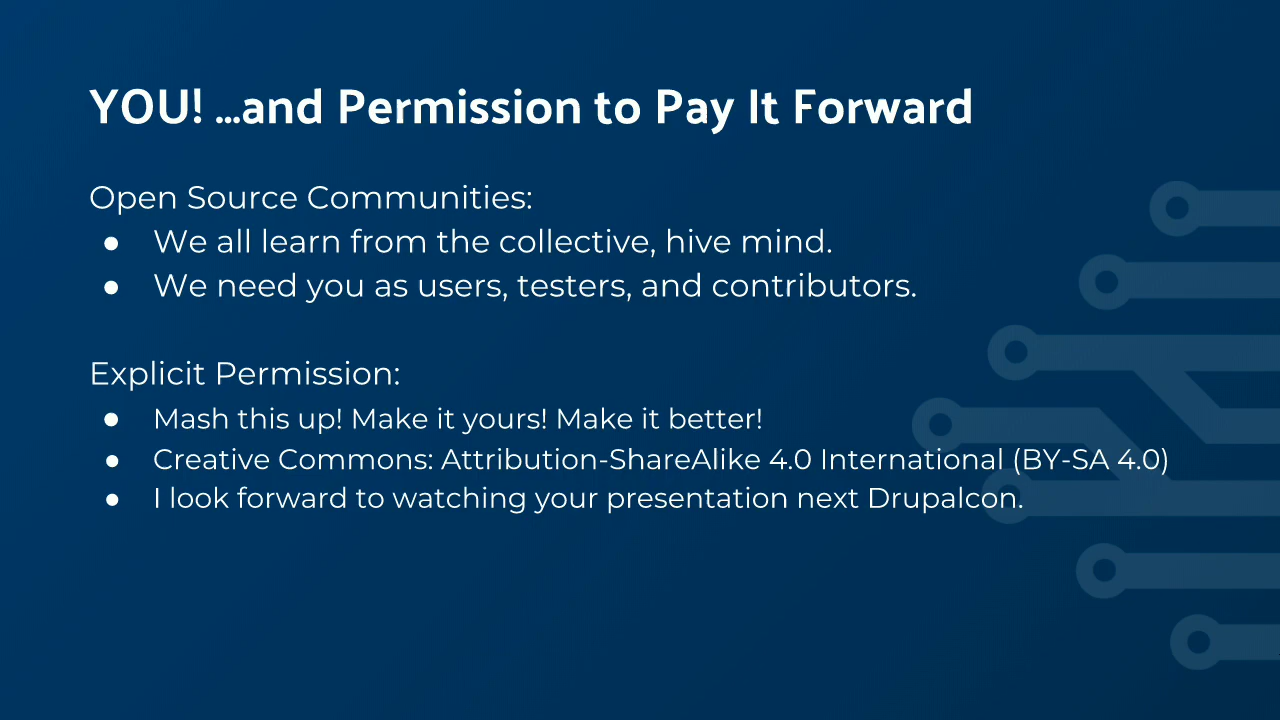 YOU! ...and Permission to Pay It Forward
Open Source Communities:
● We all learn from the collective, hive mind.
● We need you as users, testers, and contributors.
Explicit Permission:
● Mash this up! Make it yours! Make it better!
● Creative Commons: Attribution-ShareAlike 4.0 International (BY-SA 4.0)
● I look forward to watching your presentation next Drupalcon.